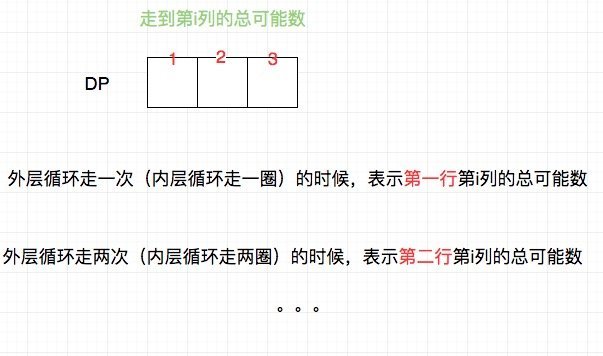 走到第i列的总可能数
1 2 3
DP
外层循环走一次（内层循环走一圈）的时候，表示第一行第i列的总可能数
外层循环走两次（内层循环走两圈）的时候，表示第二行第i列的总可能数
。。。